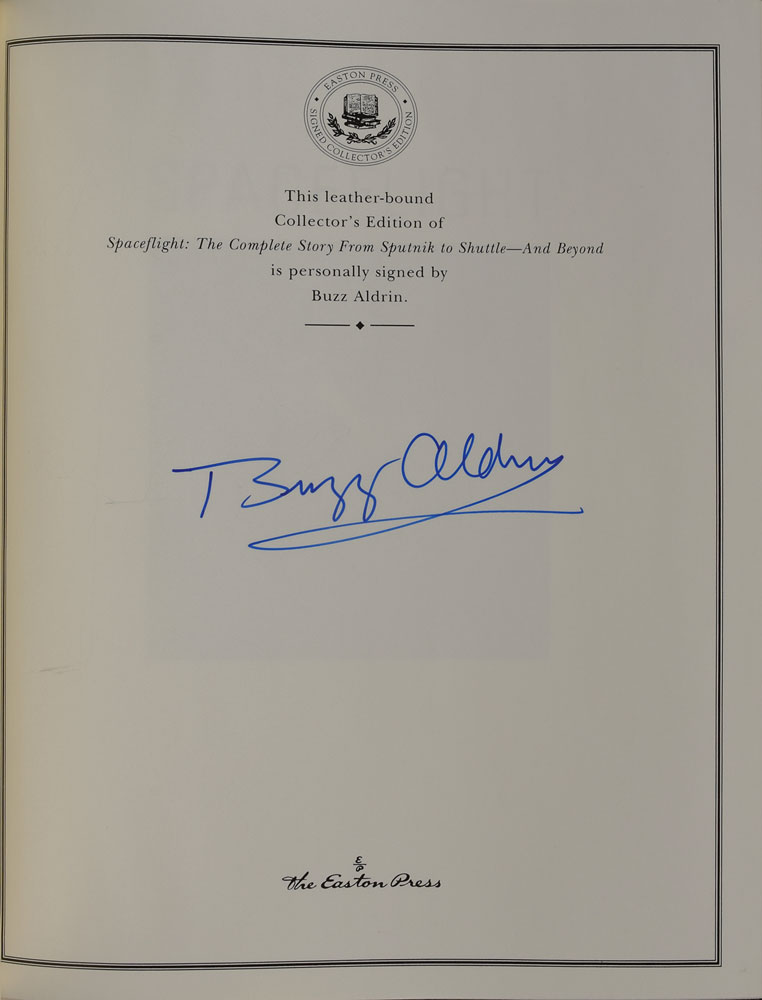 EASTON PRESS
SIGNED COLLECTOR'S EDITION
This leather-bound
Collector's Edition of
Spaceflight: The Complete Story From Sputnik to Shuttle—And Beyond
is personally signed by
Buzz Aldrin.
Buzz Aldrin
E
P
The Easton Press